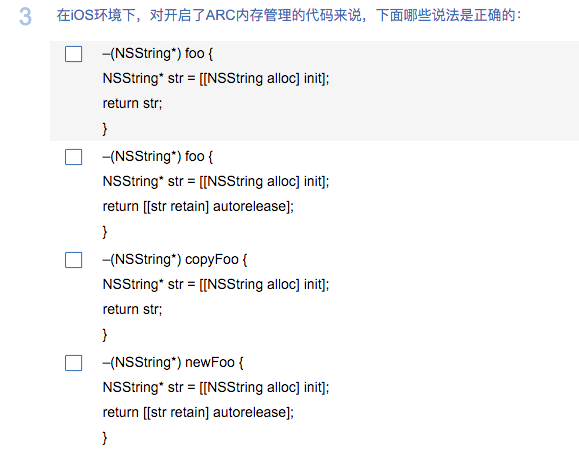 3 在iOS环境下，对开启了ARC内存管理的代码来说，下面哪些说法是正确的：
–(NSString*) foo {
NSString* str = [[NSString alloc] init];
return str;
}
–(NSString*) foo {
NSString* str = [[NSString alloc] init];
return [[str retain] autorelease];
}
–(NSString*) copyFoo {
NSString* str = [[NSString alloc] init];
return str;
}
–(NSString*) newFoo {
NSString* str = [[NSString alloc] init];
return [[str retain] autorelease];
}